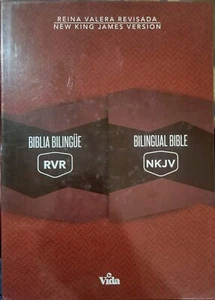 REINA VALERA REVISADA
NEW KING JAMES VERSION
BIBLIA BILINGÜE
RVR
BILINGUAL BIBLE
NKJV
Vida